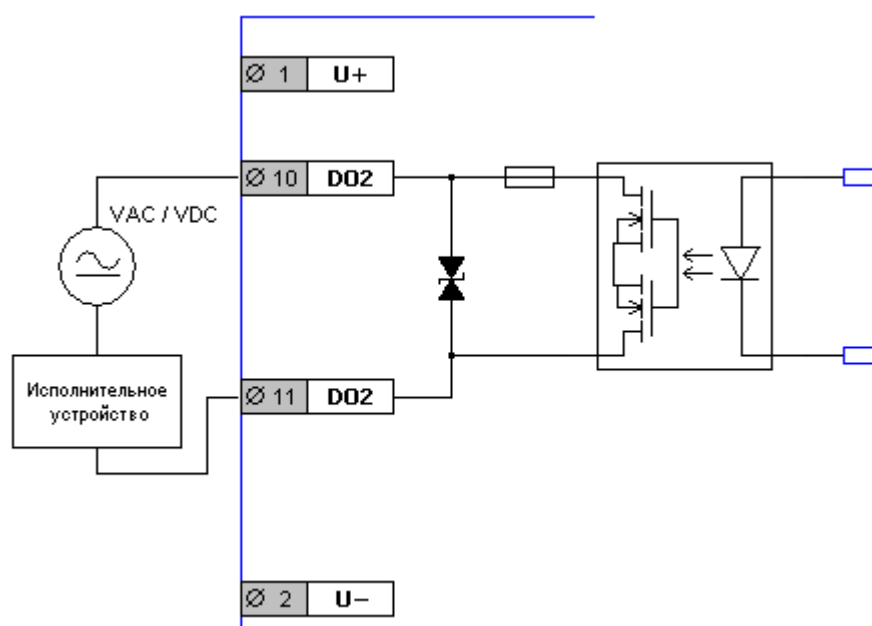 Ø 1 U+
Ø 10 DO2
VAC / VDC
Исполнительное
устройство
Ø 11 DO2
Ø 2 U−